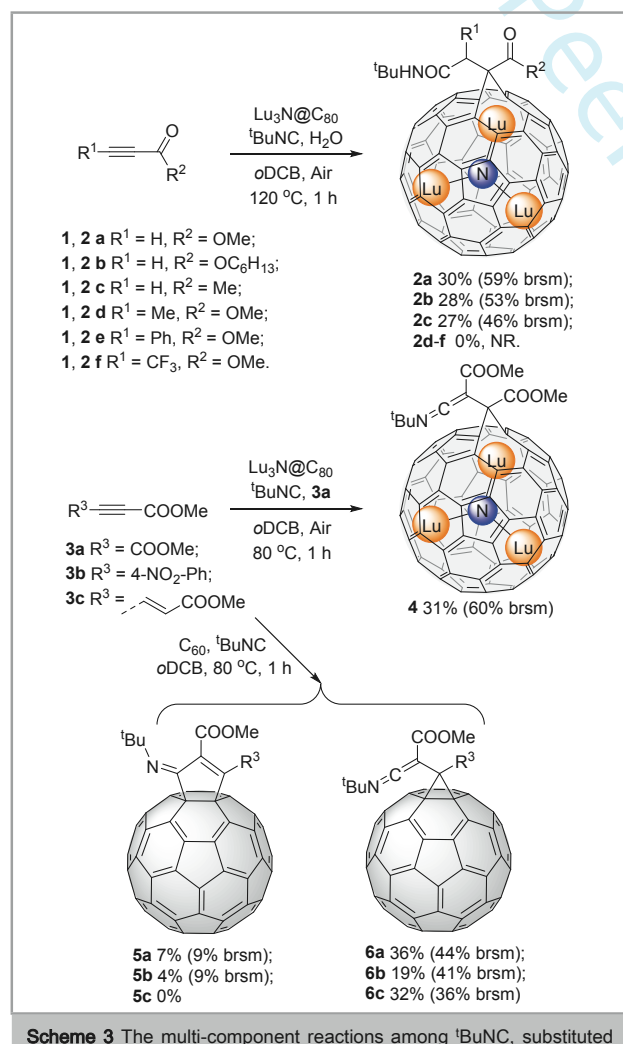 R¹
O
ᵗBuHNOC
R²
Lu₃N@C₈₀
ᵗBuNC, H₂O
oDCB, Air
120 °C, 1 h
R¹
O
R²
Lu
N
Lu
Lu
1, 2 a R¹ = H, R² = OMe;
1, 2 b R¹ = H, R² = OC₆H₁₃;
1, 2 c R¹ = H, R² = Me;
1, 2 d R¹ = Me, R² = OMe;
1, 2 e R¹ = Ph, R² = OMe;
1, 2 f R¹ = CF₃, R² = OMe.
2a 30% (59% brsm);
2b 28% (53% brsm);
2c 27% (46% brsm);
2d-f 0%, NR.
COOMe
COOMe
ᵗBuN=C
Lu₃N@C₈₀
ᵗBuNC, 3a
oDCB, Air
80 °C, 1 h
R³
COOMe
Lu
N
Lu
Lu
3a R³ = COOMe;
3b R³ = 4-NO₂-Ph;
3c R³ =
COOMe
4 31% (60% brsm)
C₆₀, ᵗBuNC
oDCB, 80 °C, 1 h
ᵗBu
COOMe
N
R³
COOMe
R³
ᵗBuN=C
5a 7% (9% brsm);
5b 4% (9% brsm);
5c 0%
6a 36% (44% brsm);
6b 19% (41% brsm);
6c 32% (36% brsm)
Scheme 3 The multi-component reactions among ᵗBuNC, substituted